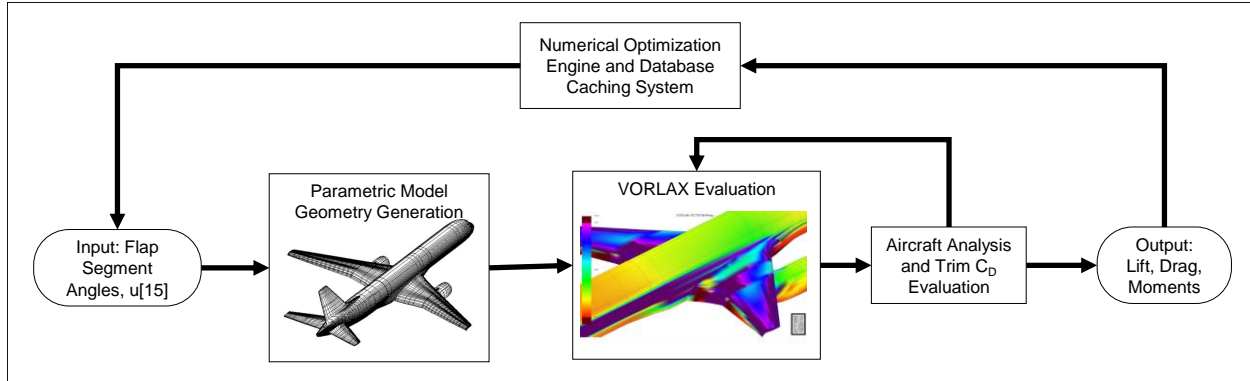 Numerical Optimization
Engine and Database
Caching System
Input: Flap
Segment
Angles, u[15]
Parametric Model
Geometry Generation
VORLAX Evaluation
Aircraft Analysis
and Trim C_D
Evaluation
Output:
Lift, Drag,
Moments